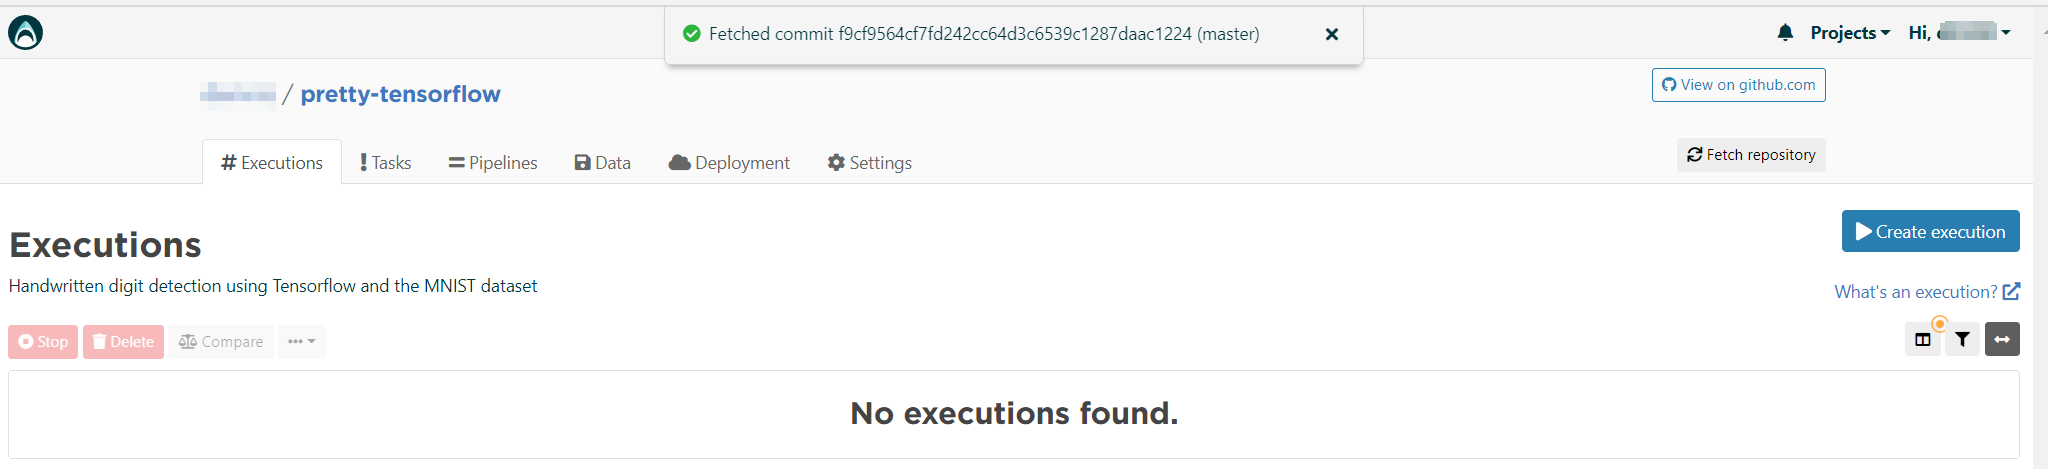 Fetched commit f9cf9564cf7fd242cc64d3c6539c1287daac1224 (master)
Projects
Hi,
/ pretty-tensorflow
View on github.com
Executions
Tasks
Pipelines
Data
Deployment
Settings
Fetch repository
Executions
Create execution
Handwritten digit detection using Tensorflow and the MNIST dataset
What's an execution?
Stop
Delete
Compare
No executions found.